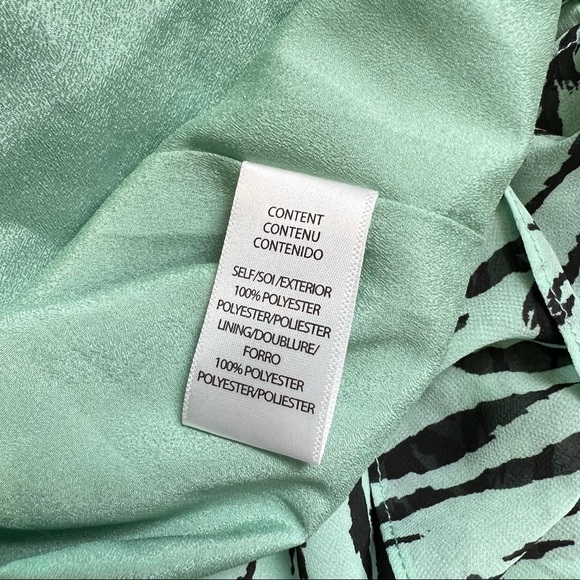 CONTENT
CONTENU
CONTENIDO
SELF/SOI/EXTERIOR
100% POLYESTER
POLYESTER/POLIESTER
LINING/DOUBLURE/
FORRO
100% POLYESTER
POLYESTER/POLIESTER